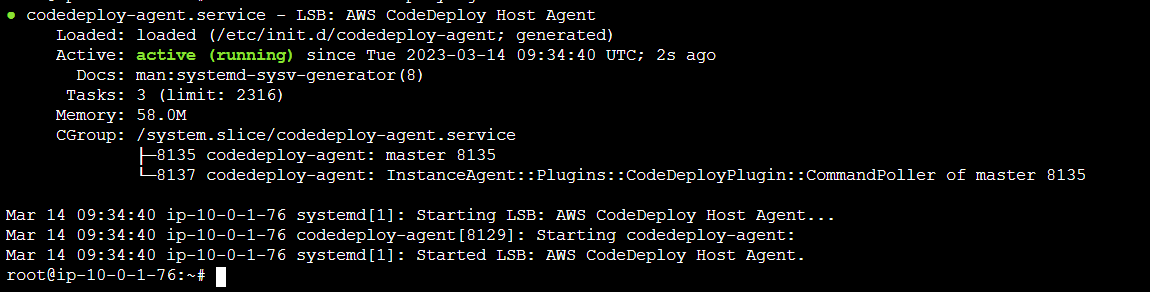 ● codedeploy-agent.service - LSB: AWS CodeDeploy Host Agent
     Loaded: loaded (/etc/init.d/codedeploy-agent; generated)
     Active: active (running) since Tue 2023-03-14 09:34:40 UTC; 2s ago
       Docs: man:systemd-sysv-generator(8)
      Tasks: 3 (limit: 2316)
     Memory: 58.0M
     CGroup: /system.slice/codedeploy-agent.service
             ├─8135 codedeploy-agent: master 8135
             └─8137 codedeploy-agent: InstanceAgent::Plugins::CodeDeployPlugin::CommandPoller of master 8135

Mar 14 09:34:40 ip-10-0-1-76 systemd[1]: Starting LSB: AWS CodeDeploy Host Agent...
Mar 14 09:34:40 ip-10-0-1-76 codedeploy-agent[8129]: Starting codedeploy-agent:
Mar 14 09:34:40 ip-10-0-1-76 systemd[1]: Started LSB: AWS CodeDeploy Host Agent.
root@ip-10-0-1-76:~#